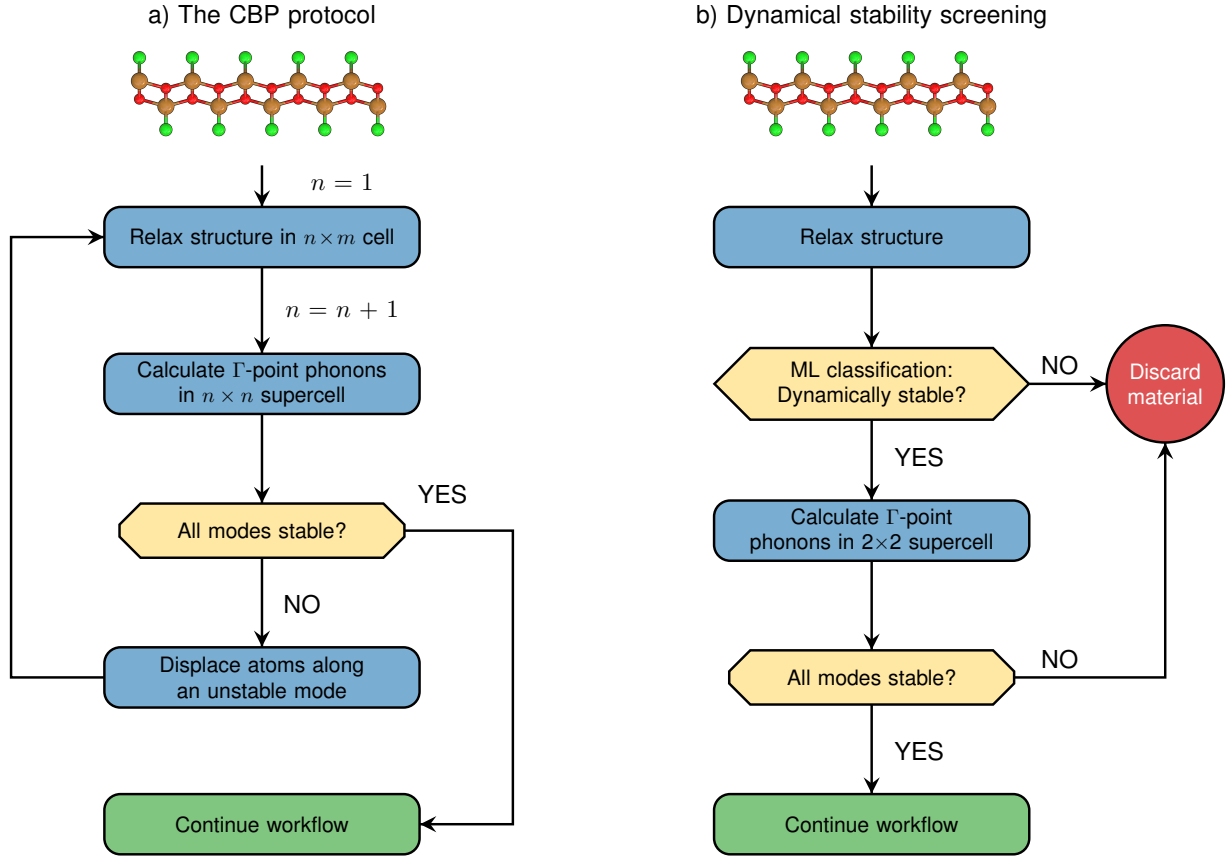 a) The CBP protocol
n = 1
Relax structure in n×m cell
n = n + 1
Calculate Γ-point phonons
in n × n supercell
YES
All modes stable?
NO
Displace atoms along
an unstable mode
Continue workflow
b) Dynamical stability screening
Relax structure
ML classification:
Dynamically stable?
NO
Discard
material
YES
Calculate Γ-point
phonons in 2×2 supercell
All modes stable?
NO
YES
Continue workflow